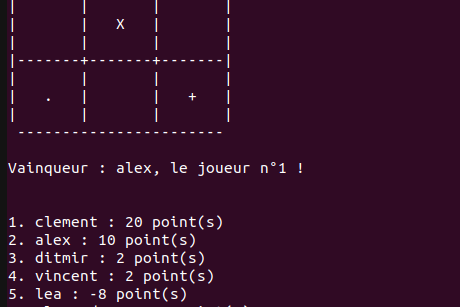 X
. +
Vainqueur : alex, le joueur n°1 !
1. clement : 20 point(s)
2. alex : 10 point(s)
3. ditmir : 2 point(s)
4. vincent : 2 point(s)
5. lea : -8 point(s)